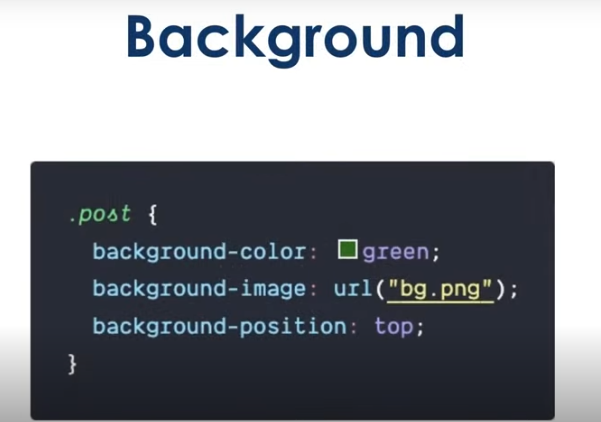 Background
.post {
background-color: green;
background-image: url("bg.png");
background-position: top;
}